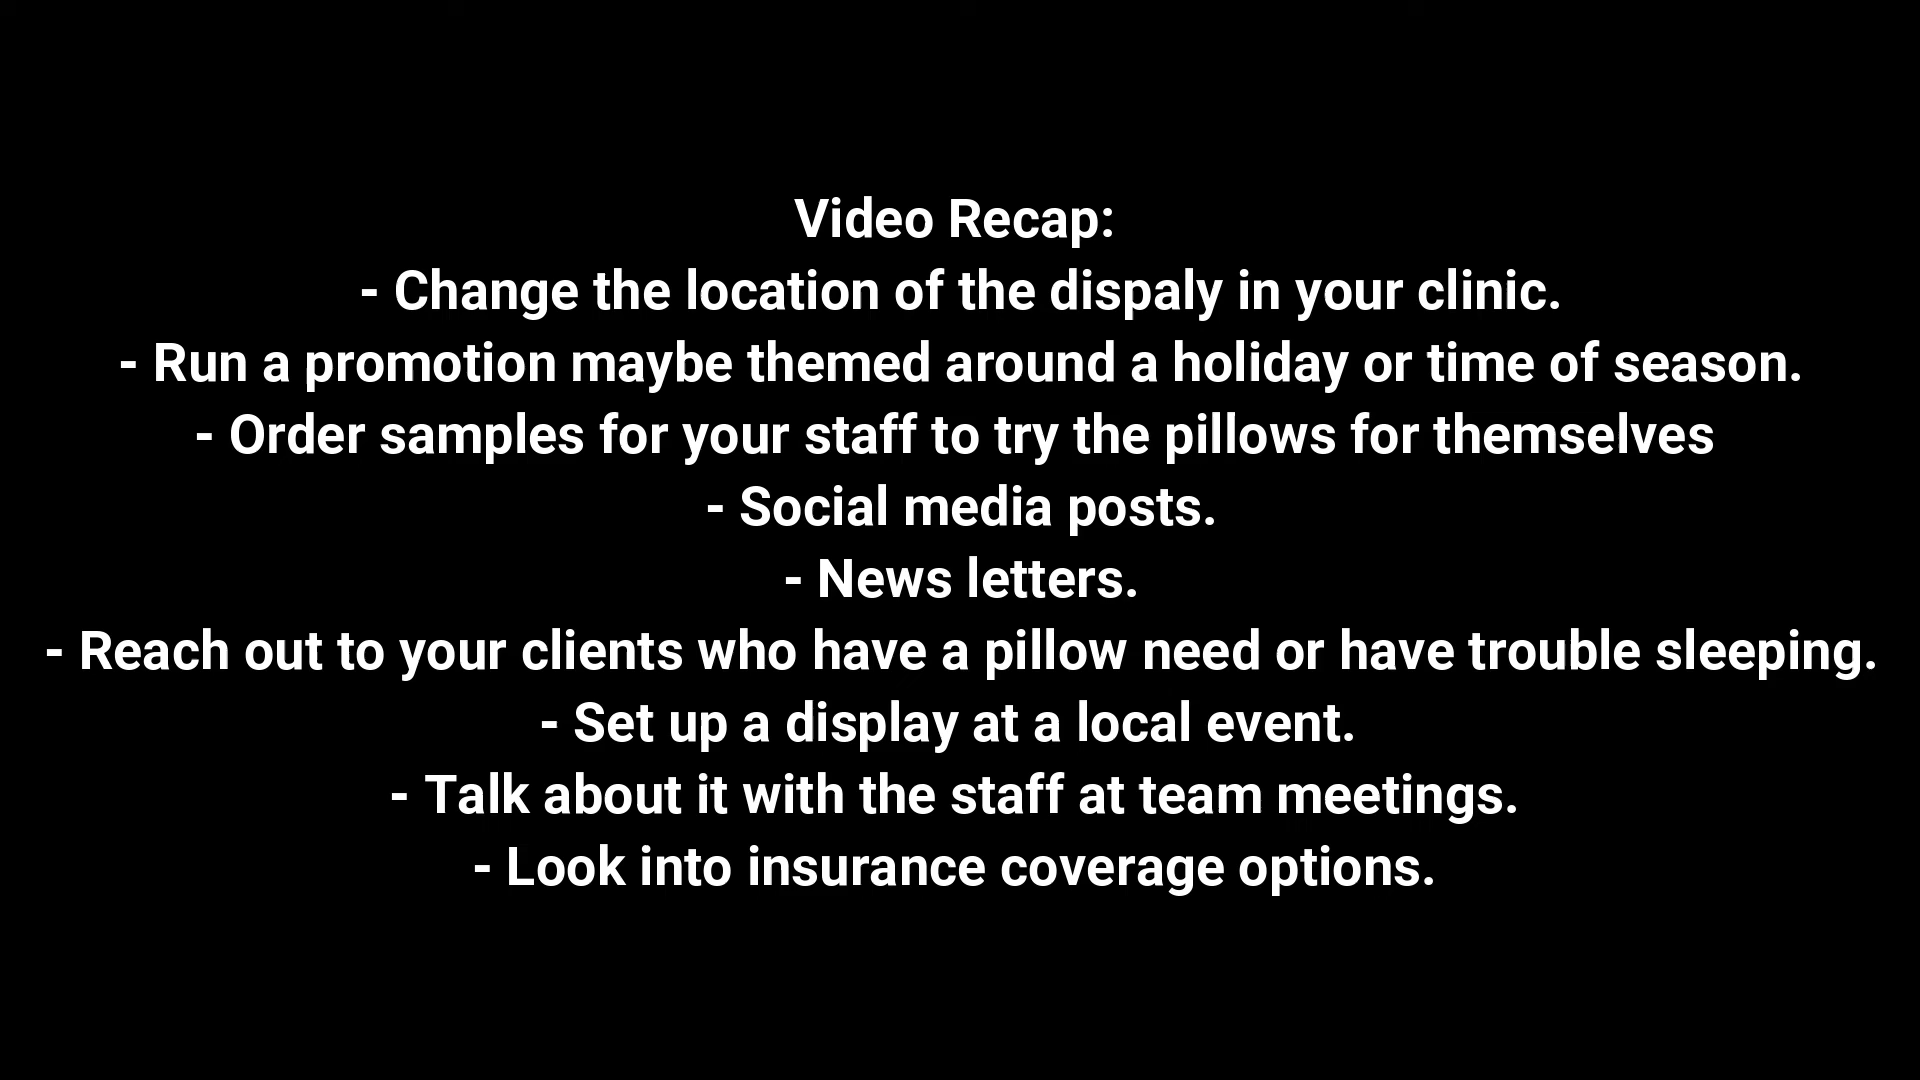 Video Recap:
- Change the location of the dispaly in your clinic.
- Run a promotion maybe themed around a holiday or time of season.
- Order samples for your staff to try the pillows for themselves
- Social media posts.
- News letters.
- Reach out to your clients who have a pillow need or have trouble sleeping.
- Set up a display at a local event.
- Talk about it with the staff at team meetings.
- Look into insurance coverage options.